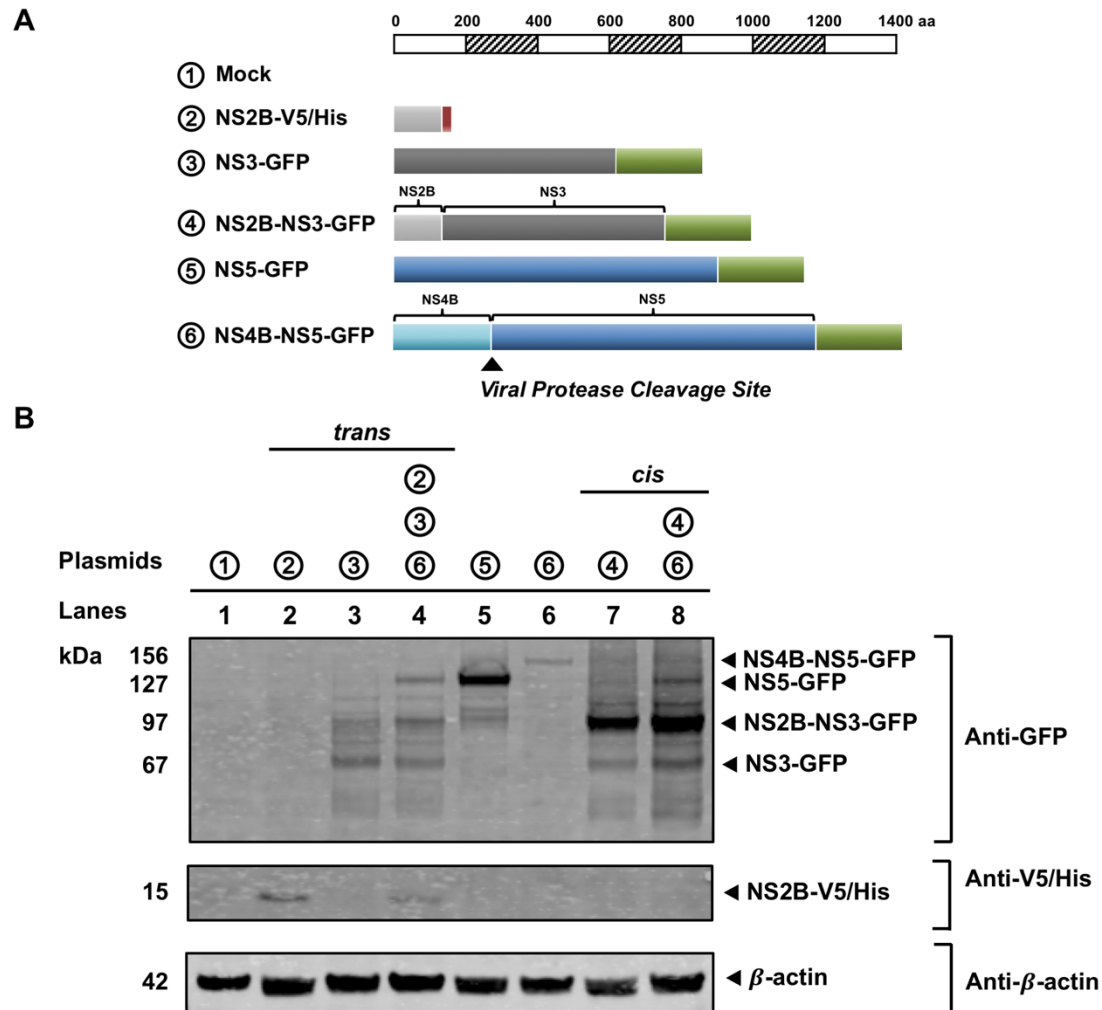 A
0 200 400 600 800 1000 1200 1400 aa
① Mock
② NS2B-V5/His
③ NS3-GFP
NS2B NS3
④ NS2B-NS3-GFP
⑤ NS5-GFP
NS4B NS5
⑥ NS4B-NS5-GFP
Viral Protease Cleavage Site
B
trans
②
cis
③ ④
Plasmids ① ② ③ ⑥ ⑤ ⑥ ④ ⑥
Lanes 1 2 3 4 5 6 7 8
kDa 156 NS4B-NS5-GFP
127 NS5-GFP
97 NS2B-NS3-GFP
Anti-GFP
67 NS3-GFP
15 NS2B-V5/His
Anti-V5/His
42 β-actin
Anti-β-actin